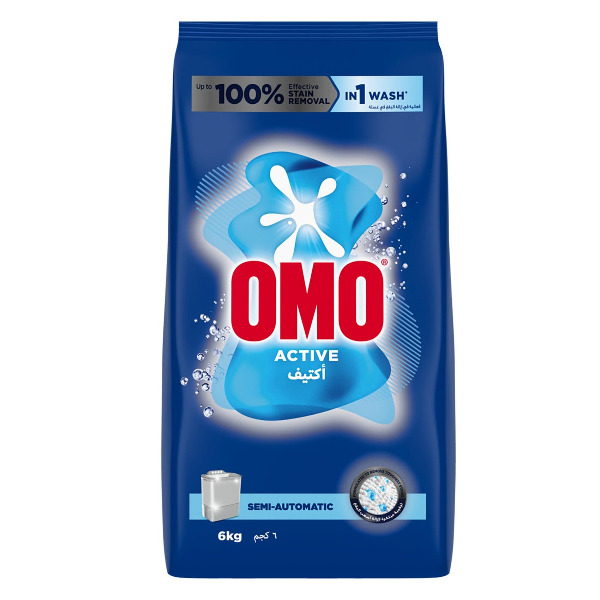 Up to 100% Effective STAIN REMOVAL IN 1 WASH*
فعالية في إزالة البقع في غسلة
OMO®
ACTIVE
أكتيف
SEMI-AUTOMATIC
6kg ٦ كجم